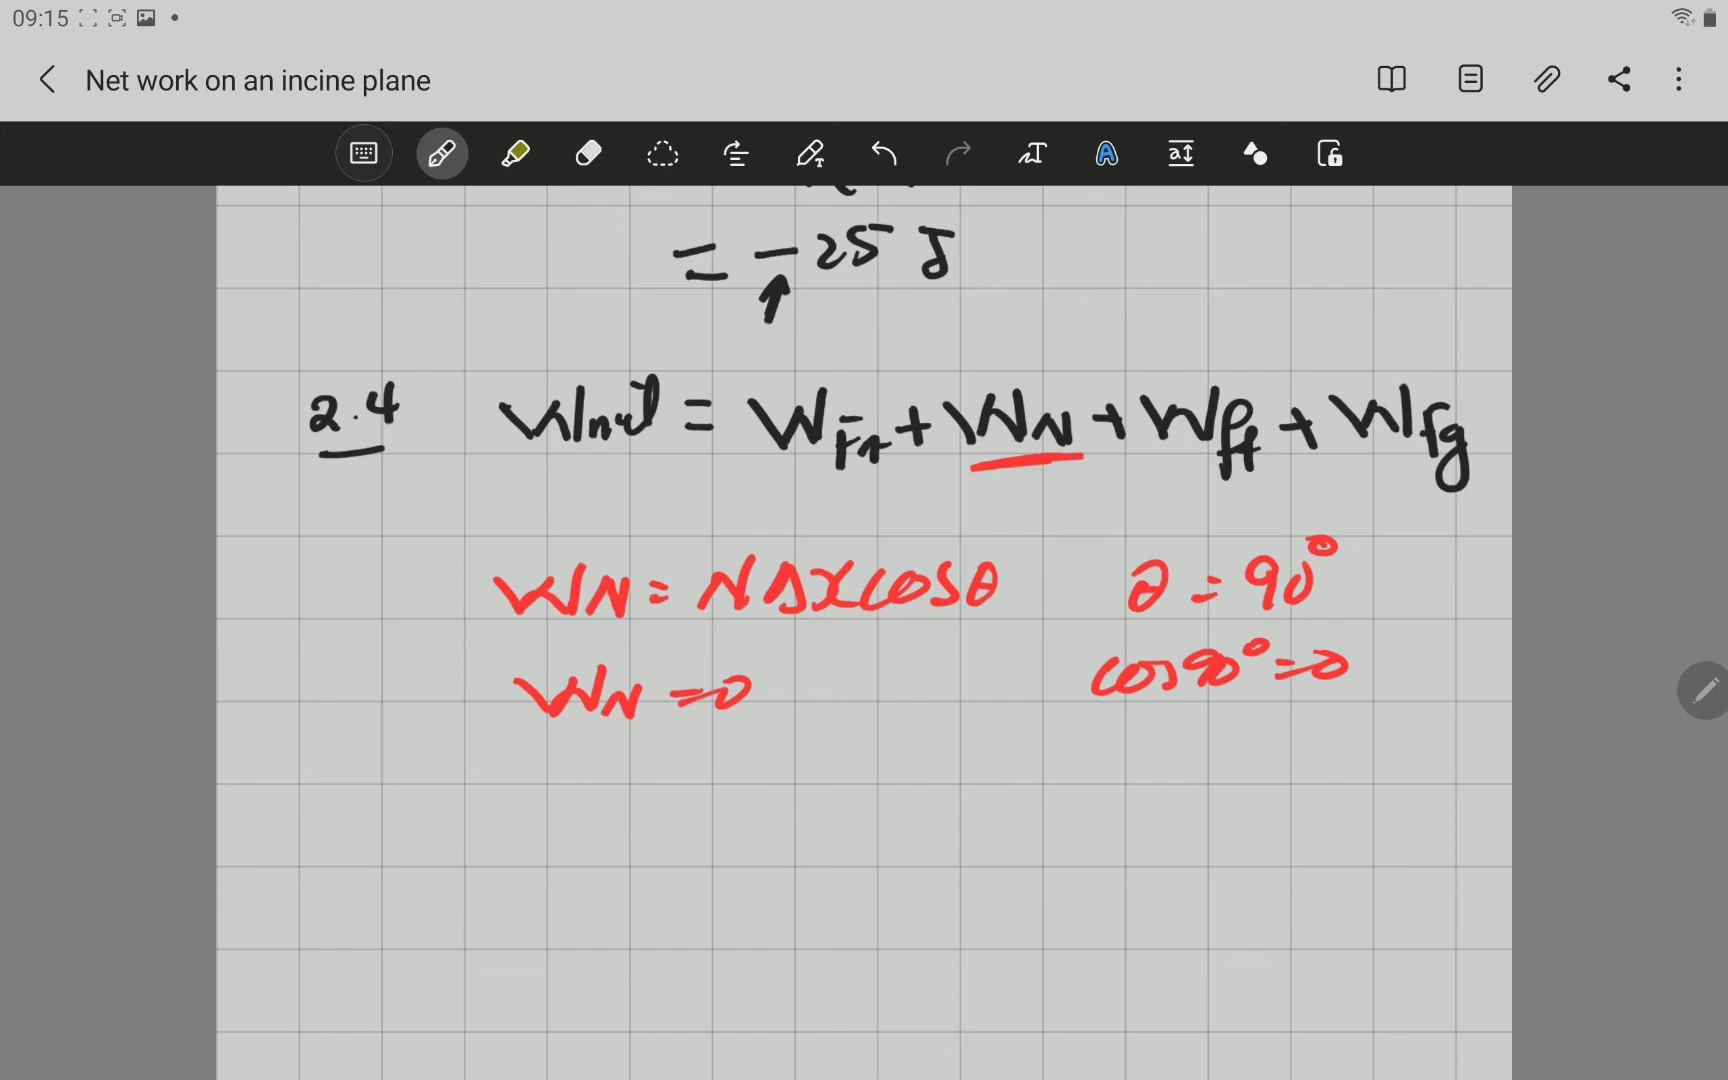 09:15
Net work on an incine plane
= -25 J
2.4 Wnet = W + WN + Wff + Wfg
WN = NΔxcosθ θ = 90°
WN = 0 cos90° = 0